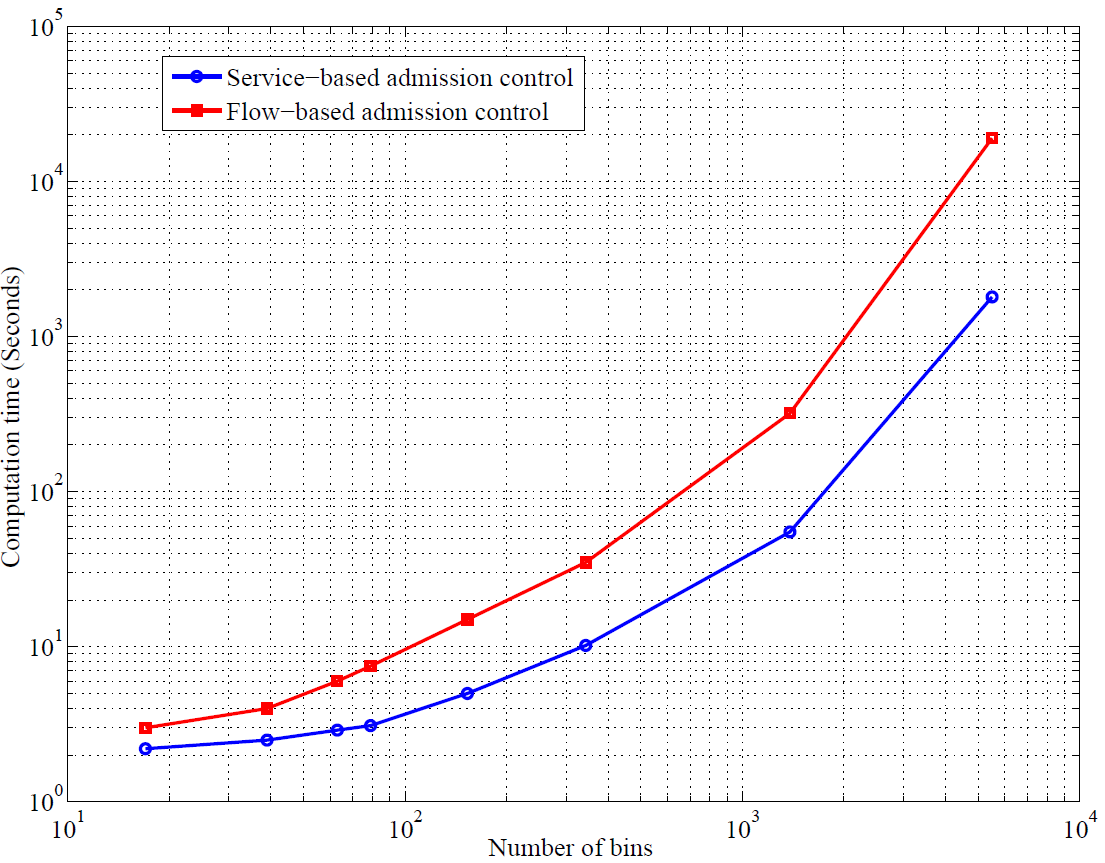 10^5
Service−based admission control
Flow−based admission control
10^4
10^3
10^2
10^1
10^0
Computation time (Seconds)
10^1
10^2
10^3
10^4
Number of bins